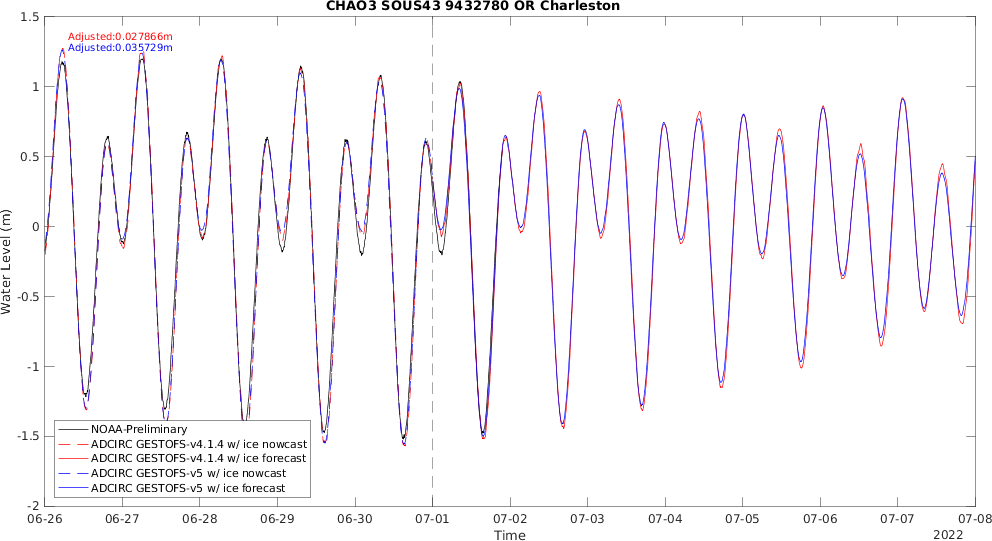 CHAO3 SOUS43 9432780 OR Charleston
Adjusted:0.027866m
Adjusted:0.035729m
Water Level (m)
1.5
1
0.5
0
-0.5
-1
-1.5
-2
NOAA-Preliminary
ADCIRC GESTOFS-v4.1.4 w/ ice nowcast
ADCIRC GESTOFS-v4.1.4 w/ ice forecast
ADCIRC GESTOFS-v5 w/ ice nowcast
ADCIRC GESTOFS-v5 w/ ice forecast
06-26 06-27 06-28 06-29 06-30 07-01 07-02 07-03 07-04 07-05 07-06 07-07 07-08
Time
2022